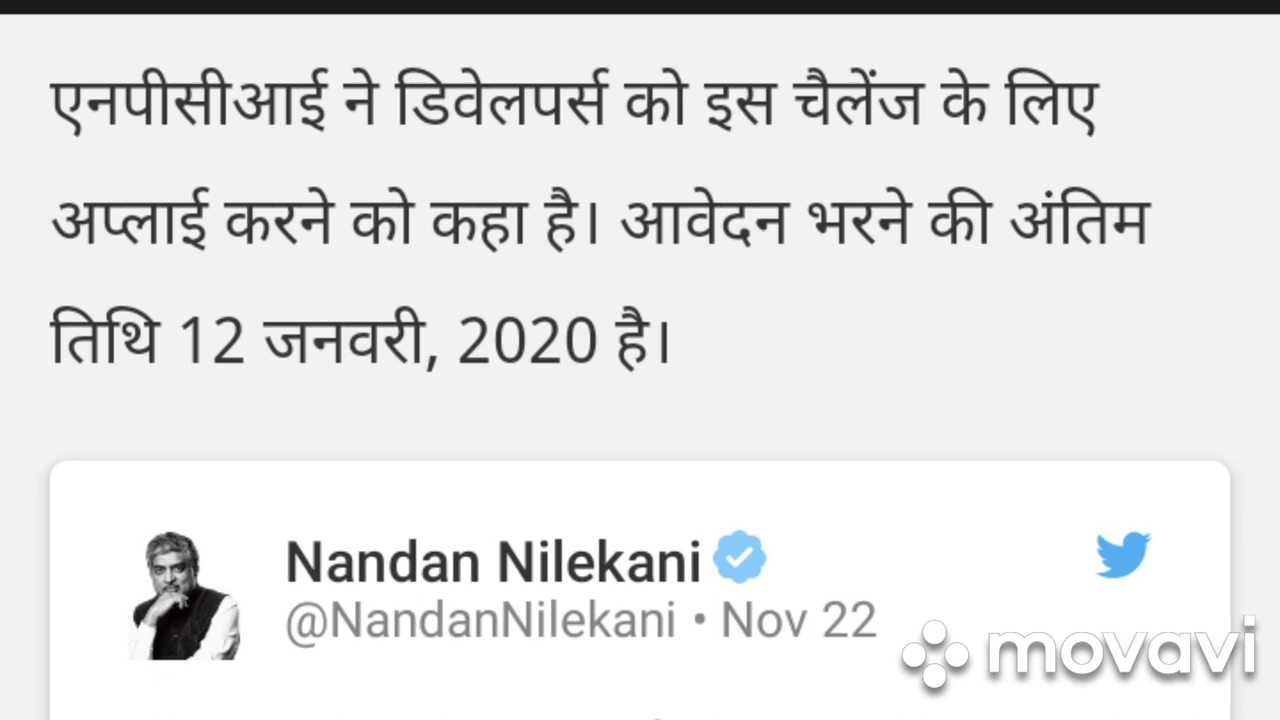 एनपीसीआई ने डिवेलपर्स को इस चैलेंज के लिए
अप्लाई करने को कहा है। आवेदन भरने की अंतिम
तिथि 12 जनवरी, 2020 है।
Nandan Nilekani
@NandanNilekani • Nov 22
movavi